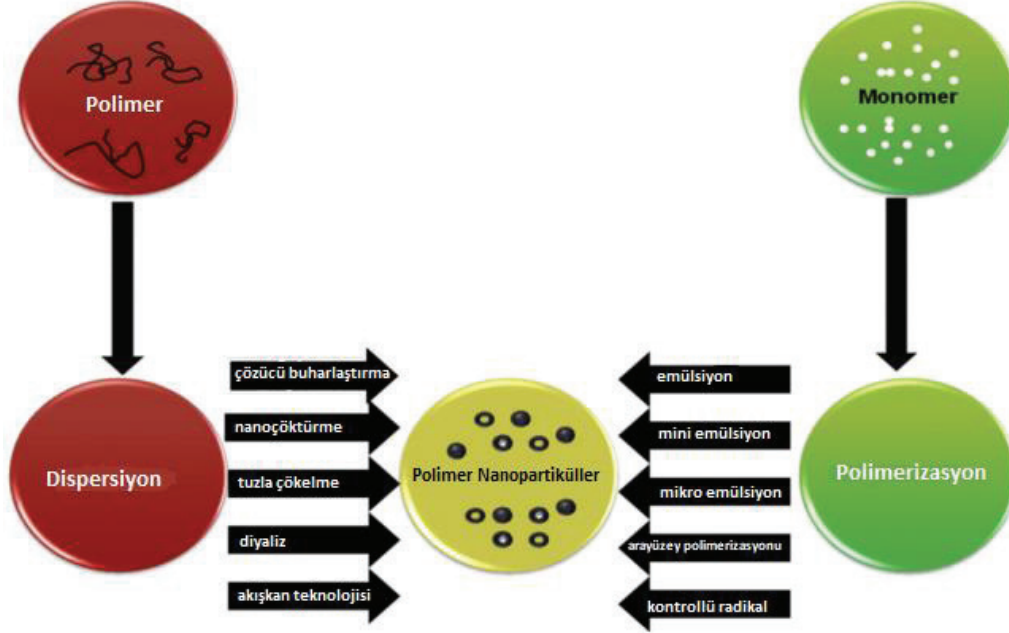 Polimer
Monomer
çözücü buharlaştırma
nanoçöktürme
tuzla çökelme
diyaliz
akışkan teknolojisi
Dispersiyon
Polimer Nanopartiküller
emülsiyon
mini emülsiyon
mikro emülsiyon
arayüzey polimerizasyonu
kontrollü radikal
Polimerizasyon